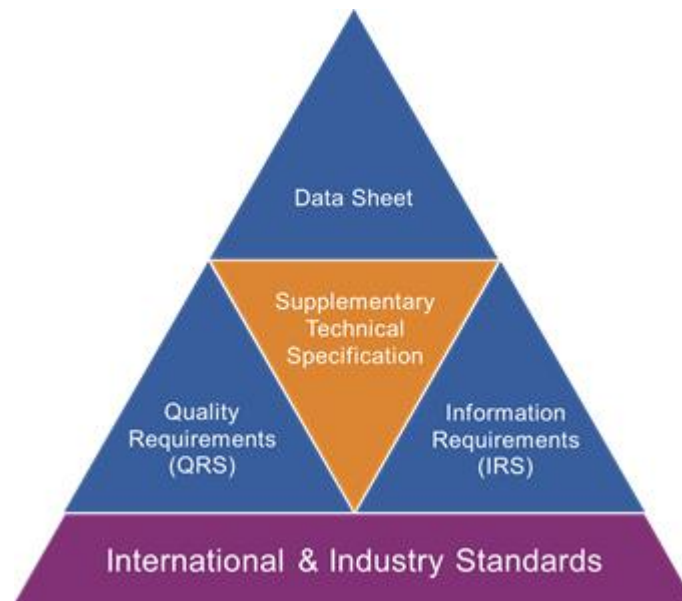 Data Sheet
Supplementary
Technical
Specification
Quality
Requirements
(QRS)
Information
Requirements
(IRS)
International & Industry Standards